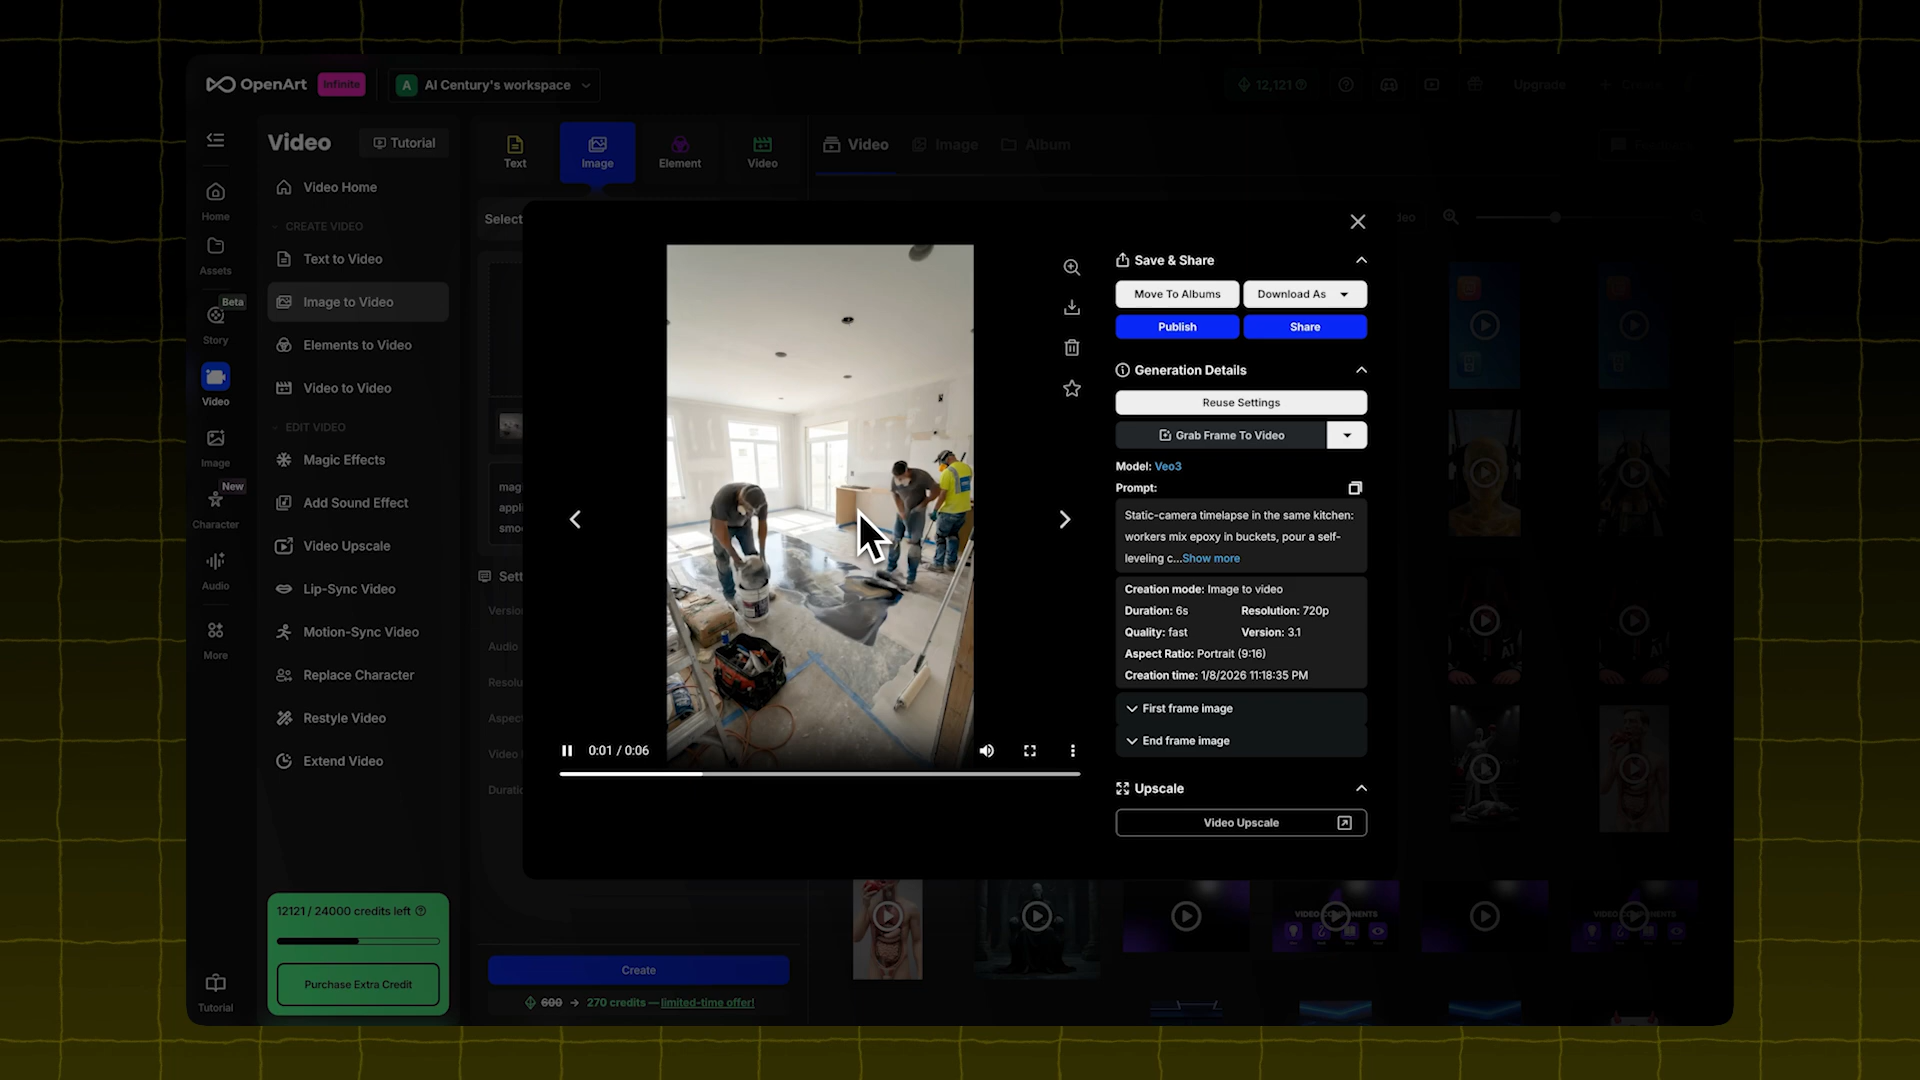 OpenArt
Infinite
A
AI Century's workspace
12,121
Upgrade
Video
Tutorial
Text
Image
Element
Video
Video
Image
Album
Home
Assets
Beta
Story
Video
Image
New
Character
Audio
More
Tutorial
Video Home
CREATE VIDEO
Text to Video
Image to Video
Elements to Video
Video to Video
EDIT VIDEO
Magic Effects
Add Sound Effect
Video Upscale
Lip-Sync Video
Motion-Sync Video
Replace Character
Restyle Video
Extend Video
12121 / 24000 credits left
Purchase Extra Credit
Select
Audio
Create
600 → 270 credits — limited-time offer!
0:01 / 0:06
Save & Share
Move To Albums
Download As
Publish
Share
Generation Details
Reuse Settings
Grab Frame To Video
Model: Veo3
Prompt:
Static-camera timelapse in the same kitchen:
workers mix epoxy in buckets, pour a self-
leveling c...Show more
Creation mode: Image to video
Duration: 6s
Resolution: 720p
Quality: fast
Version: 3.1
Aspect Ratio: Portrait (9:16)
Creation time: 1/8/2026 11:18:35 PM
First frame image
End frame image
Upscale
Video Upscale